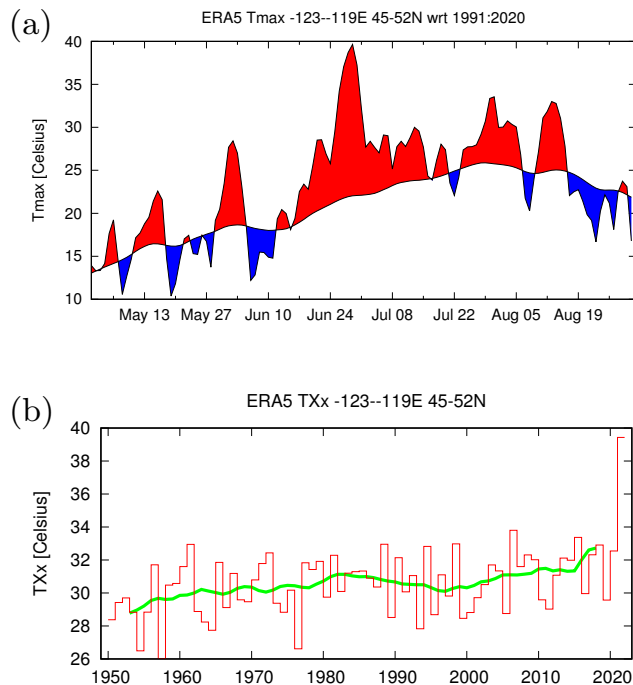 (a)
ERA5 Tmax -123--119E 45-52N wrt 1991:2020
Tmax [Celsius]
40
35
30
25
20
15
10
May 13 May 27 Jun 10 Jun 24 Jul 08 Jul 22 Aug 05 Aug 19
(b)
ERA5 TXx -123--119E 45-52N
TXx [Celsius]
40
38
36
34
32
30
28
26
1950 1960 1970 1980 1990 2000 2010 2020